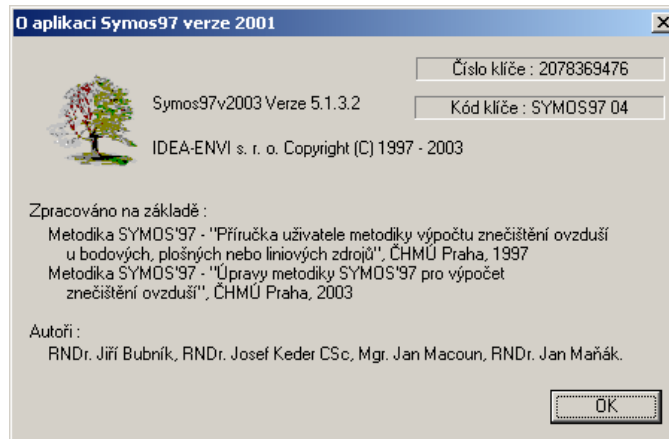 O aplikaci Symos97 verze 2001
Číslo klíče : 2078369476
Symos97v2003 Verze 5.1.3.2
Kód klíče : SYMOS97 04
IDEA-ENVI s. r. o. Copyright (C) 1997 - 2003
Zpracováno na základě :
Metodika SYMOS'97 - "Příručka uživatele metodiky výpočtu znečištění ovzduší
u bodových, plošných nebo liniových zdrojů", ČHMÚ Praha, 1997
Metodika SYMOS'97 - "Úpravy metodiky SYMOS'97 pro výpočet
znečištění ovzduší", ČHMÚ Praha, 2003
Autoři :
RNDr. Jiří Bubník, RNDr. Josef Keder CSc, Mgr. Jan Macoun, RNDr. Jan Maňák.
OK